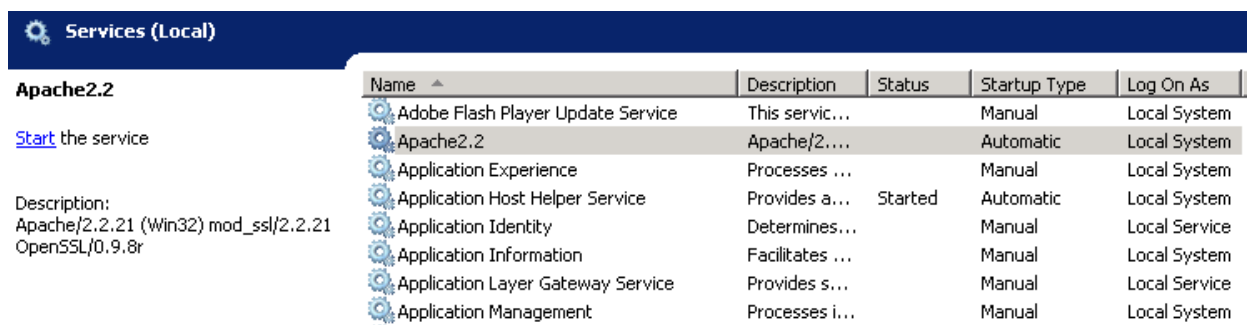 Services (Local)
Apache2.2
Start the service
Description:
Apache/2.2.21 (Win32) mod_ssl/2.2.21
OpenSSL/0.9.8r
Name Description Status Startup Type Log On As
Adobe Flash Player Update Service This servic... Manual Local System
Apache2.2 Apache/2.... Automatic Local System
Application Experience Processes ... Manual Local System
Application Host Helper Service Provides a... Started Automatic Local System
Application Identity Determines... Manual Local Service
Application Information Facilitates ... Manual Local System
Application Layer Gateway Service Provides s... Manual Local Service
Application Management Processes i... Manual Local System